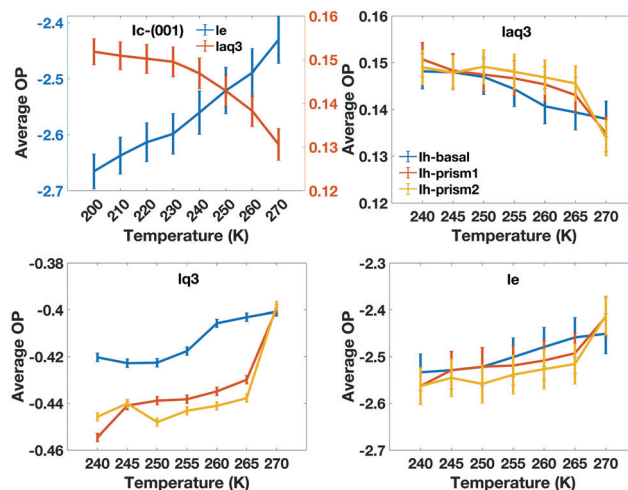 Ic-(001)
Ie
Iaq3
Average OP
-2.4
-2.5
-2.6
-2.7
0.16
0.15
0.14
0.13
0.12
200 210 220 230 240 250 260 270
Temperature (K)
Iaq3
Average OP
0.16
0.15
0.14
0.13
0.12
Ih-basal
Ih-prism1
Ih-prism2
240 245 250 255 260 265 270
Temperature (K)
Iq3
Average OP
-0.38
-0.4
-0.42
-0.44
-0.46
240 245 250 255 260 265 270
Temperature (K)
Ie
Average OP
-2.3
-2.4
-2.5
-2.6
-2.7
240 245 250 255 260 265 270
Temperature (K)